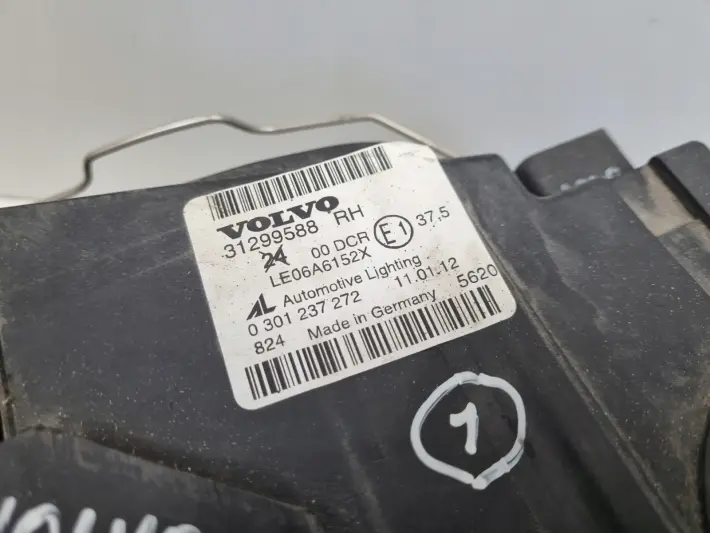 VOLVO
31299588 RH
24 00 DCR E1 37.5
LE06A6152X
AL Automotive Lighting 11.01.12
0 301 237 272 5620
824 Made in Germany
1